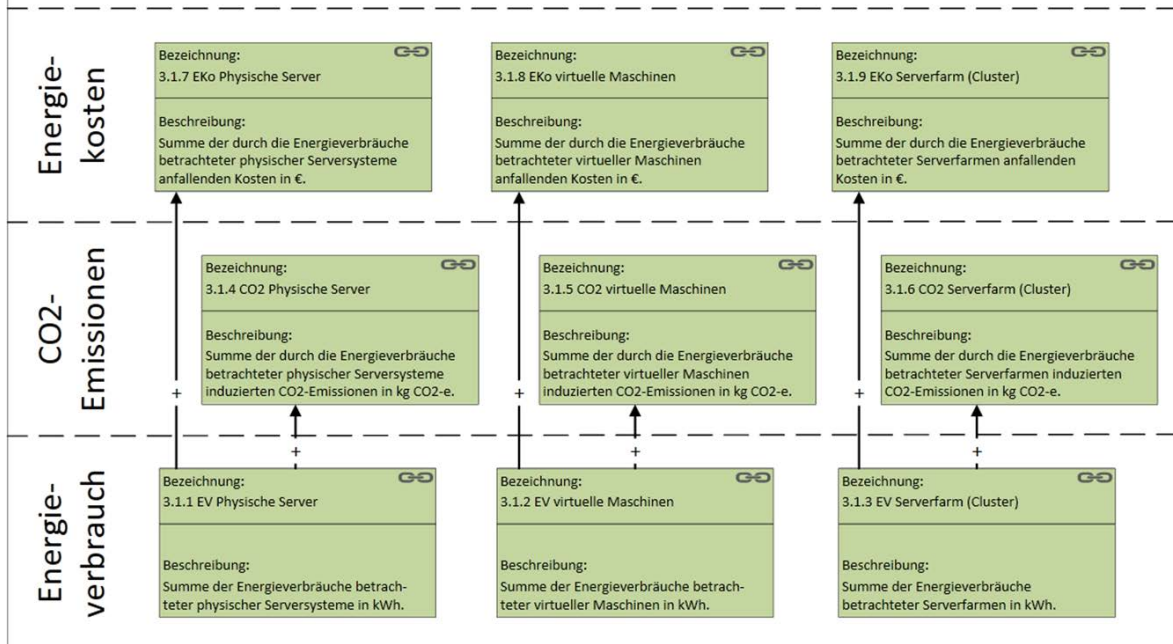 Energie-
kosten
Bezeichnung:
3.1.7 EKo Physische Server
Beschreibung:
Summe der durch die Energieverbräuche
betrachteter physischer Serversysteme
anfallenden Kosten in €.
Bezeichnung:
3.1.8 EKo virtuelle Maschinen
Beschreibung:
Summe der durch die Energieverbräuche
betrachteter virtueller Maschinen
anfallenden Kosten in €.
Bezeichnung:
3.1.9 EKo Serverfarm (Cluster)
Beschreibung:
Summe der durch die Energieverbräuche
betrachteter Serverfarmen anfallenden
Kosten in €.
CO2-
Emissionen
Bezeichnung:
3.1.4 CO2 Physische Server
Beschreibung:
Summe der durch die Energieverbräuche
betrachteter physischer Serversysteme
induzierten CO2-Emissionen in kg CO2-e.
Bezeichnung:
3.1.5 CO2 virtuelle Maschinen
Beschreibung:
Summe der durch die Energieverbräuche
betrachteter virtueller Maschinen
induzierten CO2-Emissionen in kg CO2-e.
Bezeichnung:
3.1.6 CO2 Serverfarm (Cluster)
Beschreibung:
Summe der durch die Energieverbräuche
betrachteter Serverfarmen induzierten
CO2-Emissionen in kg CO2-e.
+
+
+
+
+
+
Energie-
verbrauch
Bezeichnung:
3.1.1 EV Physische Server
Beschreibung:
Summe der Energieverbräuche betrach-
teter physischer Serversysteme in kWh.
Bezeichnung:
3.1.2 EV virtuelle Maschinen
Beschreibung:
Summe der Energieverbräuche betrach-
teter virtueller Maschinen in kWh.
Bezeichnung:
3.1.3 EV Serverfarm (Cluster)
Beschreibung:
Summe der Energieverbräuche
betrachteter Serverfarmen in kWh.